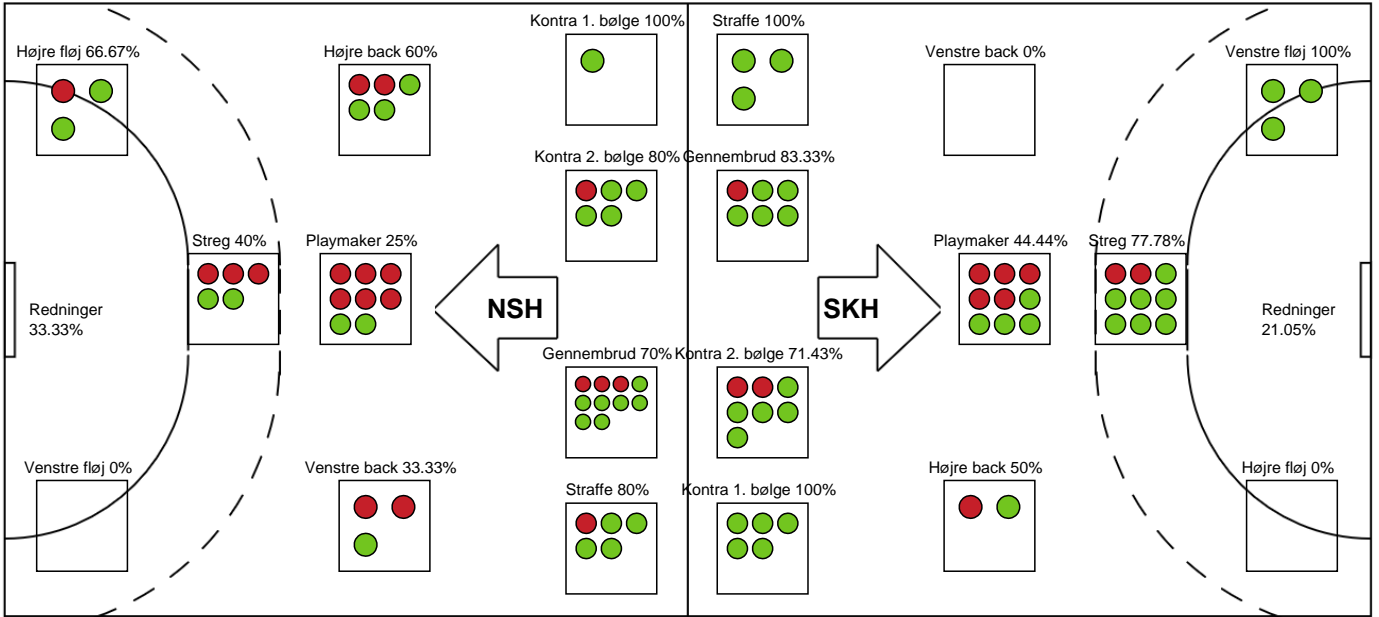 Kontra 1. bølge 100%
Straffe 100%
Højre fløj 66.67%
Højre back 60%
Venstre back 0%
Venstre fløj 100%
Kontra 2. bølge 80%
Gennembrud 83.33%
Streg 40%
Playmaker 25%
Playmaker 44.44%
Streg 77.78%
Redninger
33.33%
NSH
SKH
Redninger
21.05%
Gennembrud 70%
Kontra 2. bølge 71.43%
Venstre fløj 0%
Venstre back 33.33%
Højre back 50%
Højre fløj 0%
Straffe 80%
Kontra 1. bølge 100%